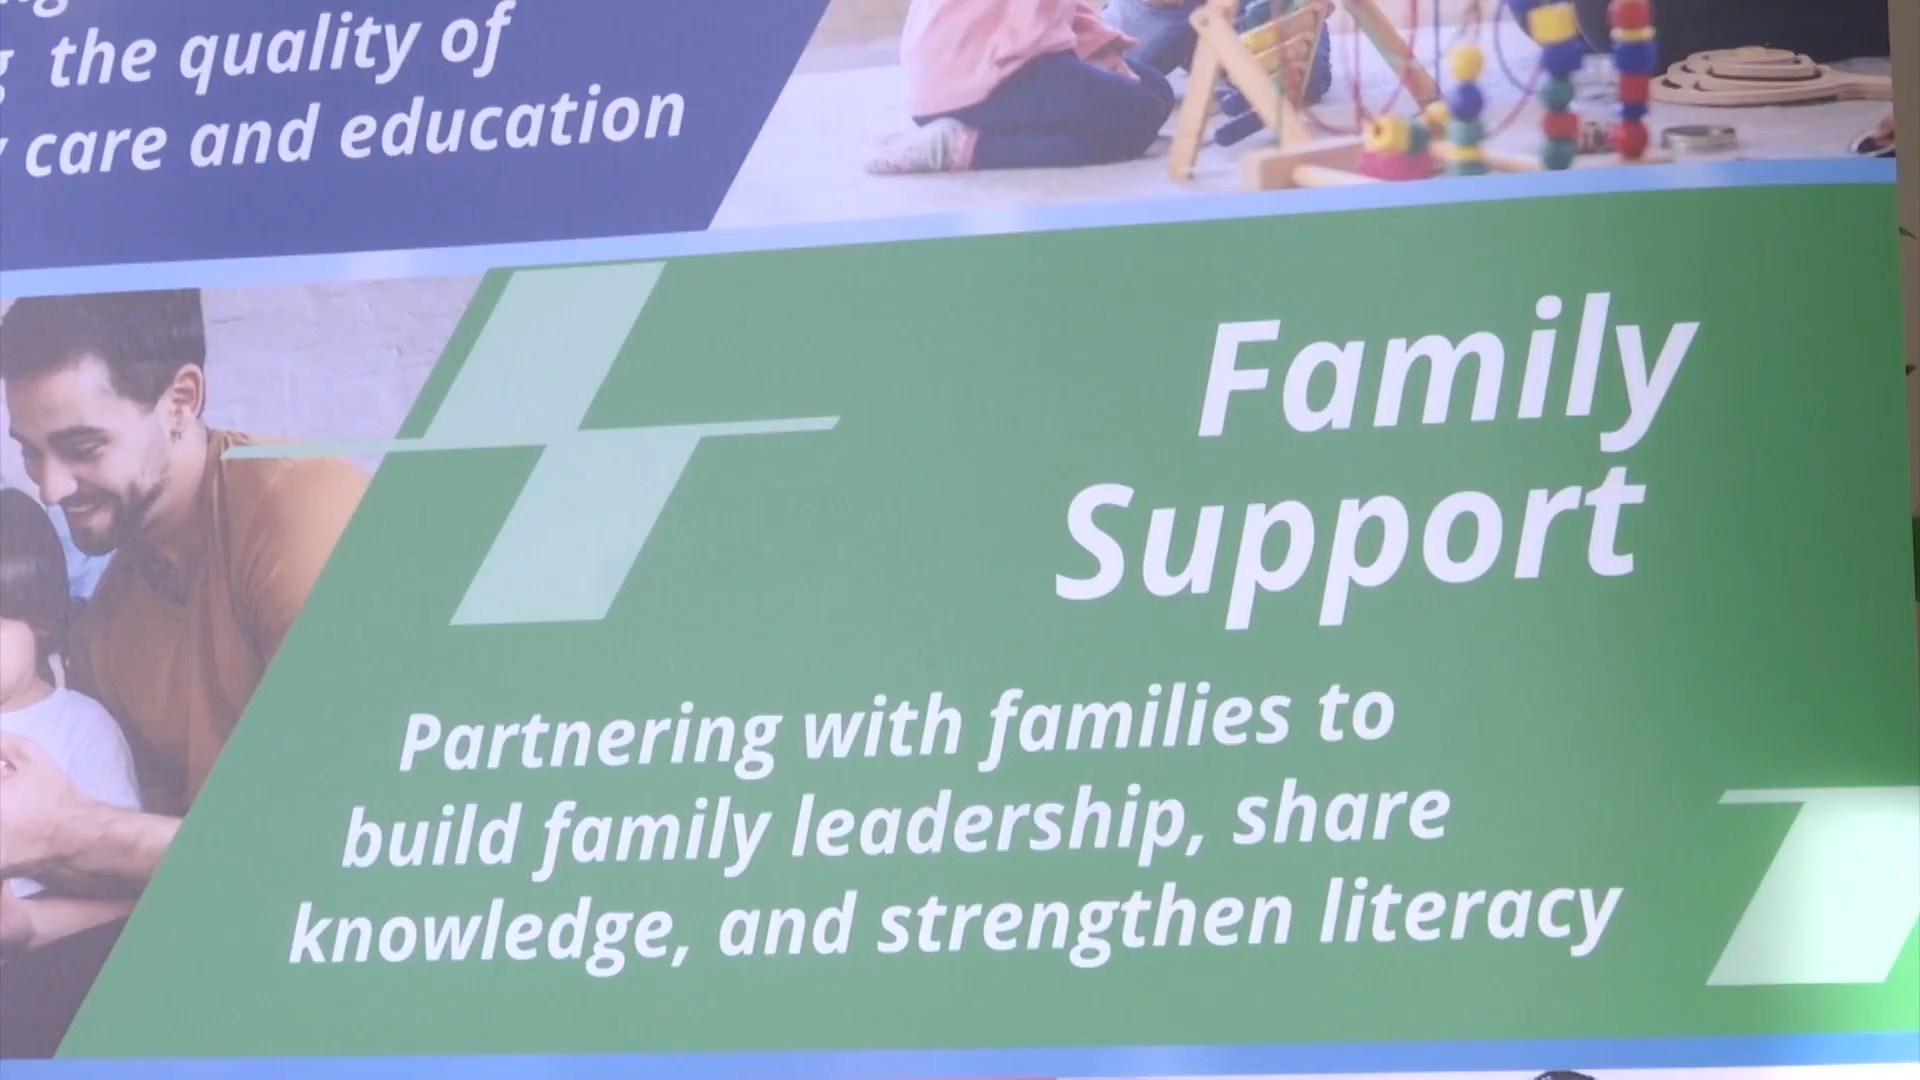 the quality of
care and education
Family
Support
Partnering with families to
build family leadership, share
knowledge, and strengthen literacy